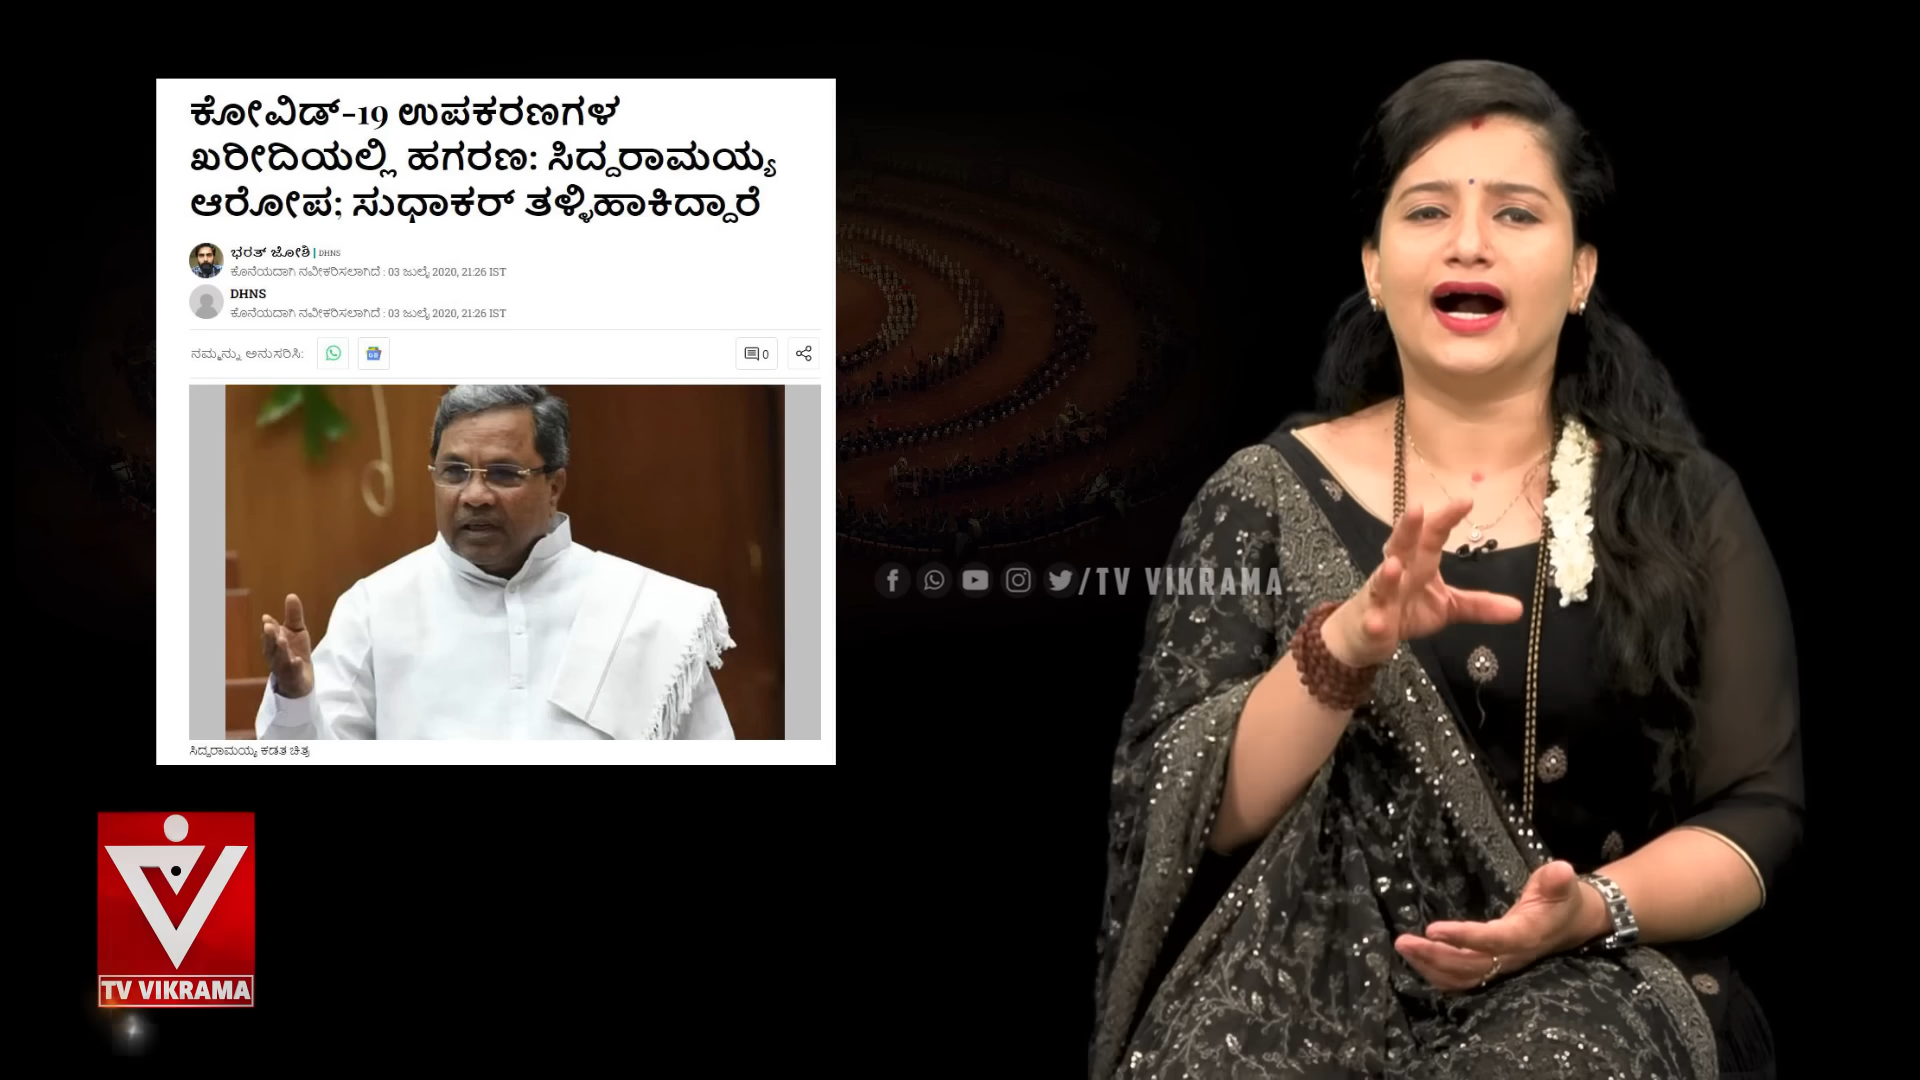 ಕೋವಿಡ್-19 ಉಪಕರಣಗಳ
ಖರೀದಿಯಲ್ಲಿ ಹಗರಣ: ಸಿದ್ದರಾಮಯ್ಯ
ಆರೋಪ; ಸುಧಾಕರ್ ತಳ್ಳಿಹಾಕಿದ್ದಾರೆ
ಭರತ್ ಜೋಶಿ | DHNS
ಕೊನೆಯದಾಗಿ ನವೀಕರಿಸಲಾಗಿದೆ : 03 ಜುಲೈ 2020, 21:26 IST
DHNS
ಕೊನೆಯದಾಗಿ ನವೀಕರಿಸಲಾಗಿದೆ : 03 ಜುಲೈ 2020, 21:26 IST
ನಮ್ಮನ್ನು ಅನುಸರಿಸಿ:
0
ಸಿದ್ದರಾಮಯ್ಯ ಕಡತ ಚಿತ್ರ
/TV VIKRAMA
TV VIKRAMA